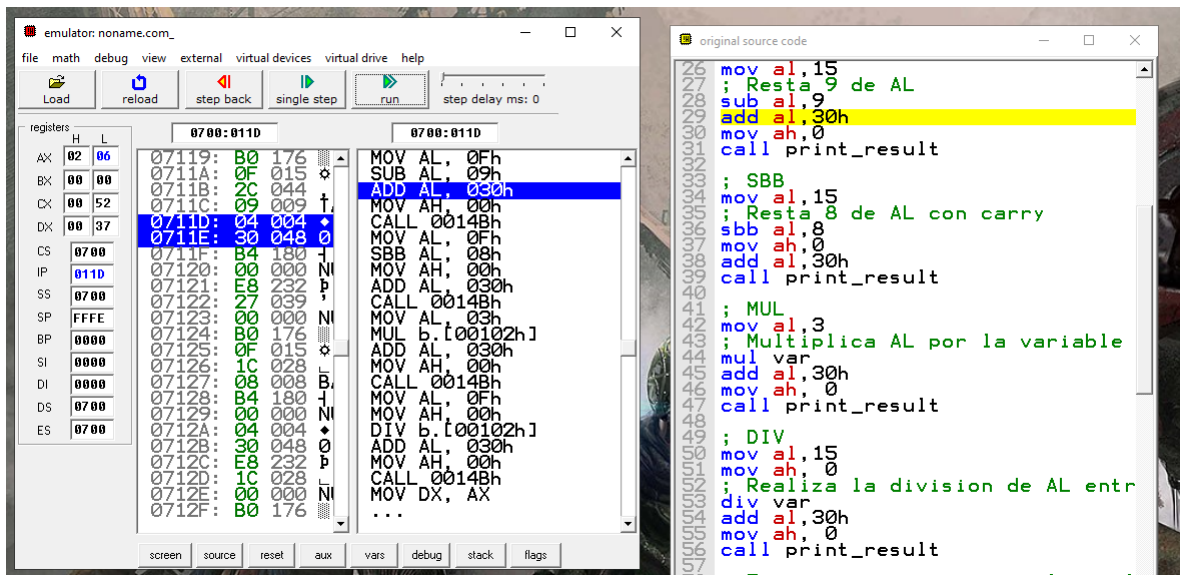 emulator: noname.com_
file math debug view external virtual devices virtual drive help
Load reload step back single step run step delay ms: 0
registers
H L
AX 02 06
BX 00 00
CX 00 52
DX 00 37
CS 0700
IP 011D
SS 0700
SP FFFE
BP 0000
SI 0000
DI 0000
DS 0700
ES 0700
0700:011D
07119: B0 176
0711A: 0F 015
0711B: 2C 044
0711C: 09 009
0711D: 04 004
0711E: 30 048 0
0711F: B4 180
07120: 00 000
07121: E8 232
07122: 27 039
07123: 00 000
07124: B0 176
07125: 0F 015
07126: 1C 028
07127: 08 008
07128: B4 180
07129: 00 000
0712A: 04 004
0712B: 30 048 0
0712C: E8 232
0712D: 1C 028
0712E: 00 000
0712F: B0 176
0700:011D
MOV AL, 0Fh
SUB AL, 09h
ADD AL, 030h
MOV AH, 00h
CALL 0014Bh
MOV AL, 0Fh
SBB AL, 08h
MOV AH, 00h
ADD AL, 030h
CALL 0014Bh
MOV AL, 03h
MUL b.[00102h]
ADD AL, 030h
MOV AH, 00h
CALL 0014Bh
MOV AL, 0Fh
MOV AH, 00h
DIV b.[00102h]
ADD AL, 030h
MOV AH, 00h
CALL 0014Bh
MOV DX, AX
...
screen source reset aux vars debug stack flags
original source code
26 mov al,15
27 ; Resta 9 de AL
28 sub al,9
29 add al,30h
30 mov ah,0
31 call print_result
32
33 ; SBB
34 mov al,15
35 ; Resta 8 de AL con carry
36 sbb al,8
37 mov ah,0
38 add al,30h
39 call print_result
40
41 ; MUL
42 mov al,3
43 ; Multiplica AL por la variable
44 mul var
45 add al,30h
46 mov ah, 0
47 call print_result
48
49 ; DIV
50 mov al,15
51 mov ah, 0
52 ; Realiza la division de AL entr
53 div var
54 add al,30h
55 mov ah, 0
56 call print_result
57